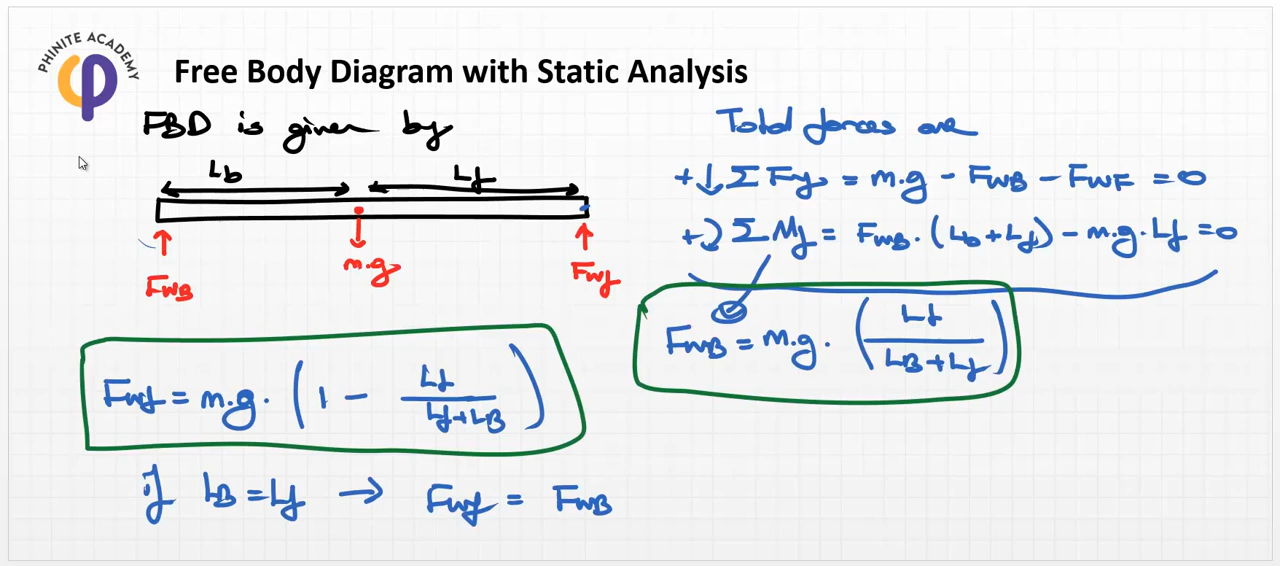 PHINITE ACADEMY
Free Body Diagram with Static Analysis
FBD is given by
Lb Lf
FWB m.g FWf
Total forces are
+↓ ΣFy = m.g - FWB - FWF = 0
+⤸ ΣMf = FWB.(Lb+Lf) - m.g.Lf = 0
FWB = m.g. (Lf / (LB+Lf))
FWf = m.g. (1 - Lf / (Lf+LB))
if LB = Lf → FWf = FWB